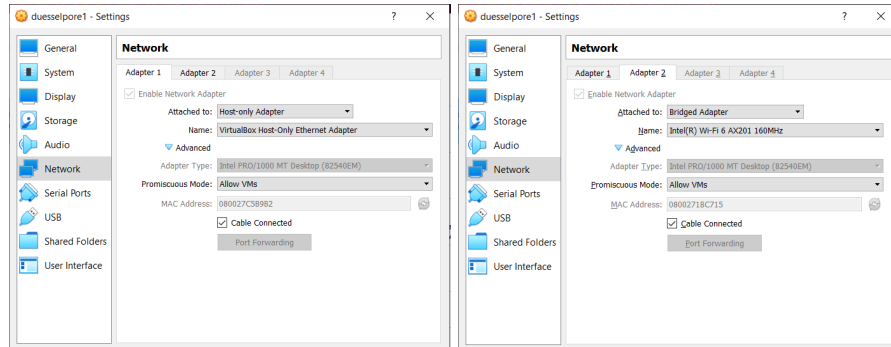 duesselpore1 - Settings ? ×
General
System
Display
Storage
Audio
Network
Serial Ports
USB
Shared Folders
User Interface
Network
Adapter 1 Adapter 2 Adapter 3 Adapter 4
Enable Network Adapter
Attached to: Host-only Adapter
Name: VirtualBox Host-Only Ethernet Adapter
Advanced
Adapter Type: Intel PRO/1000 MT Desktop (82540EM)
Promiscuous Mode: Allow VMs
MAC Address: 080027C5B9B2
Cable Connected
Port Forwarding
duesselpore1 - Settings ? ×
General
System
Display
Storage
Audio
Network
Serial Ports
USB
Shared Folders
User Interface
Network
Adapter 1 Adapter 2 Adapter 3 Adapter 4
Enable Network Adapter
Attached to: Bridged Adapter
Name: Intel(R) Wi-Fi 6 AX201 160MHz
Advanced
Adapter Type: Intel PRO/1000 MT Desktop (82540EM)
Promiscuous Mode: Allow VMs
MAC Address: 08002718C715
Cable Connected
Port Forwarding